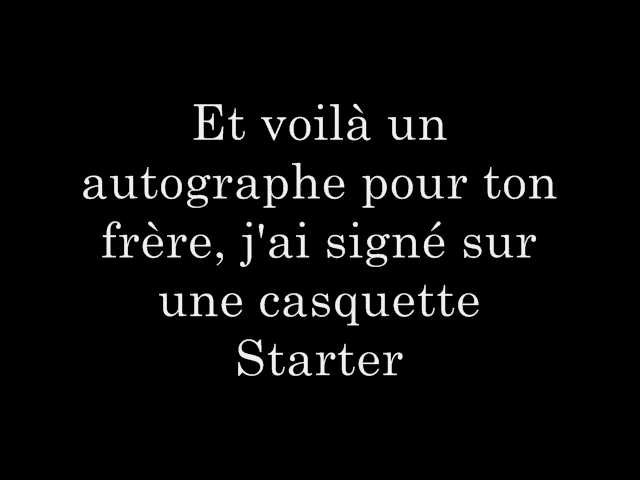 Et voilà un
autographe pour ton
frère, j'ai signé sur
une casquette
Starter